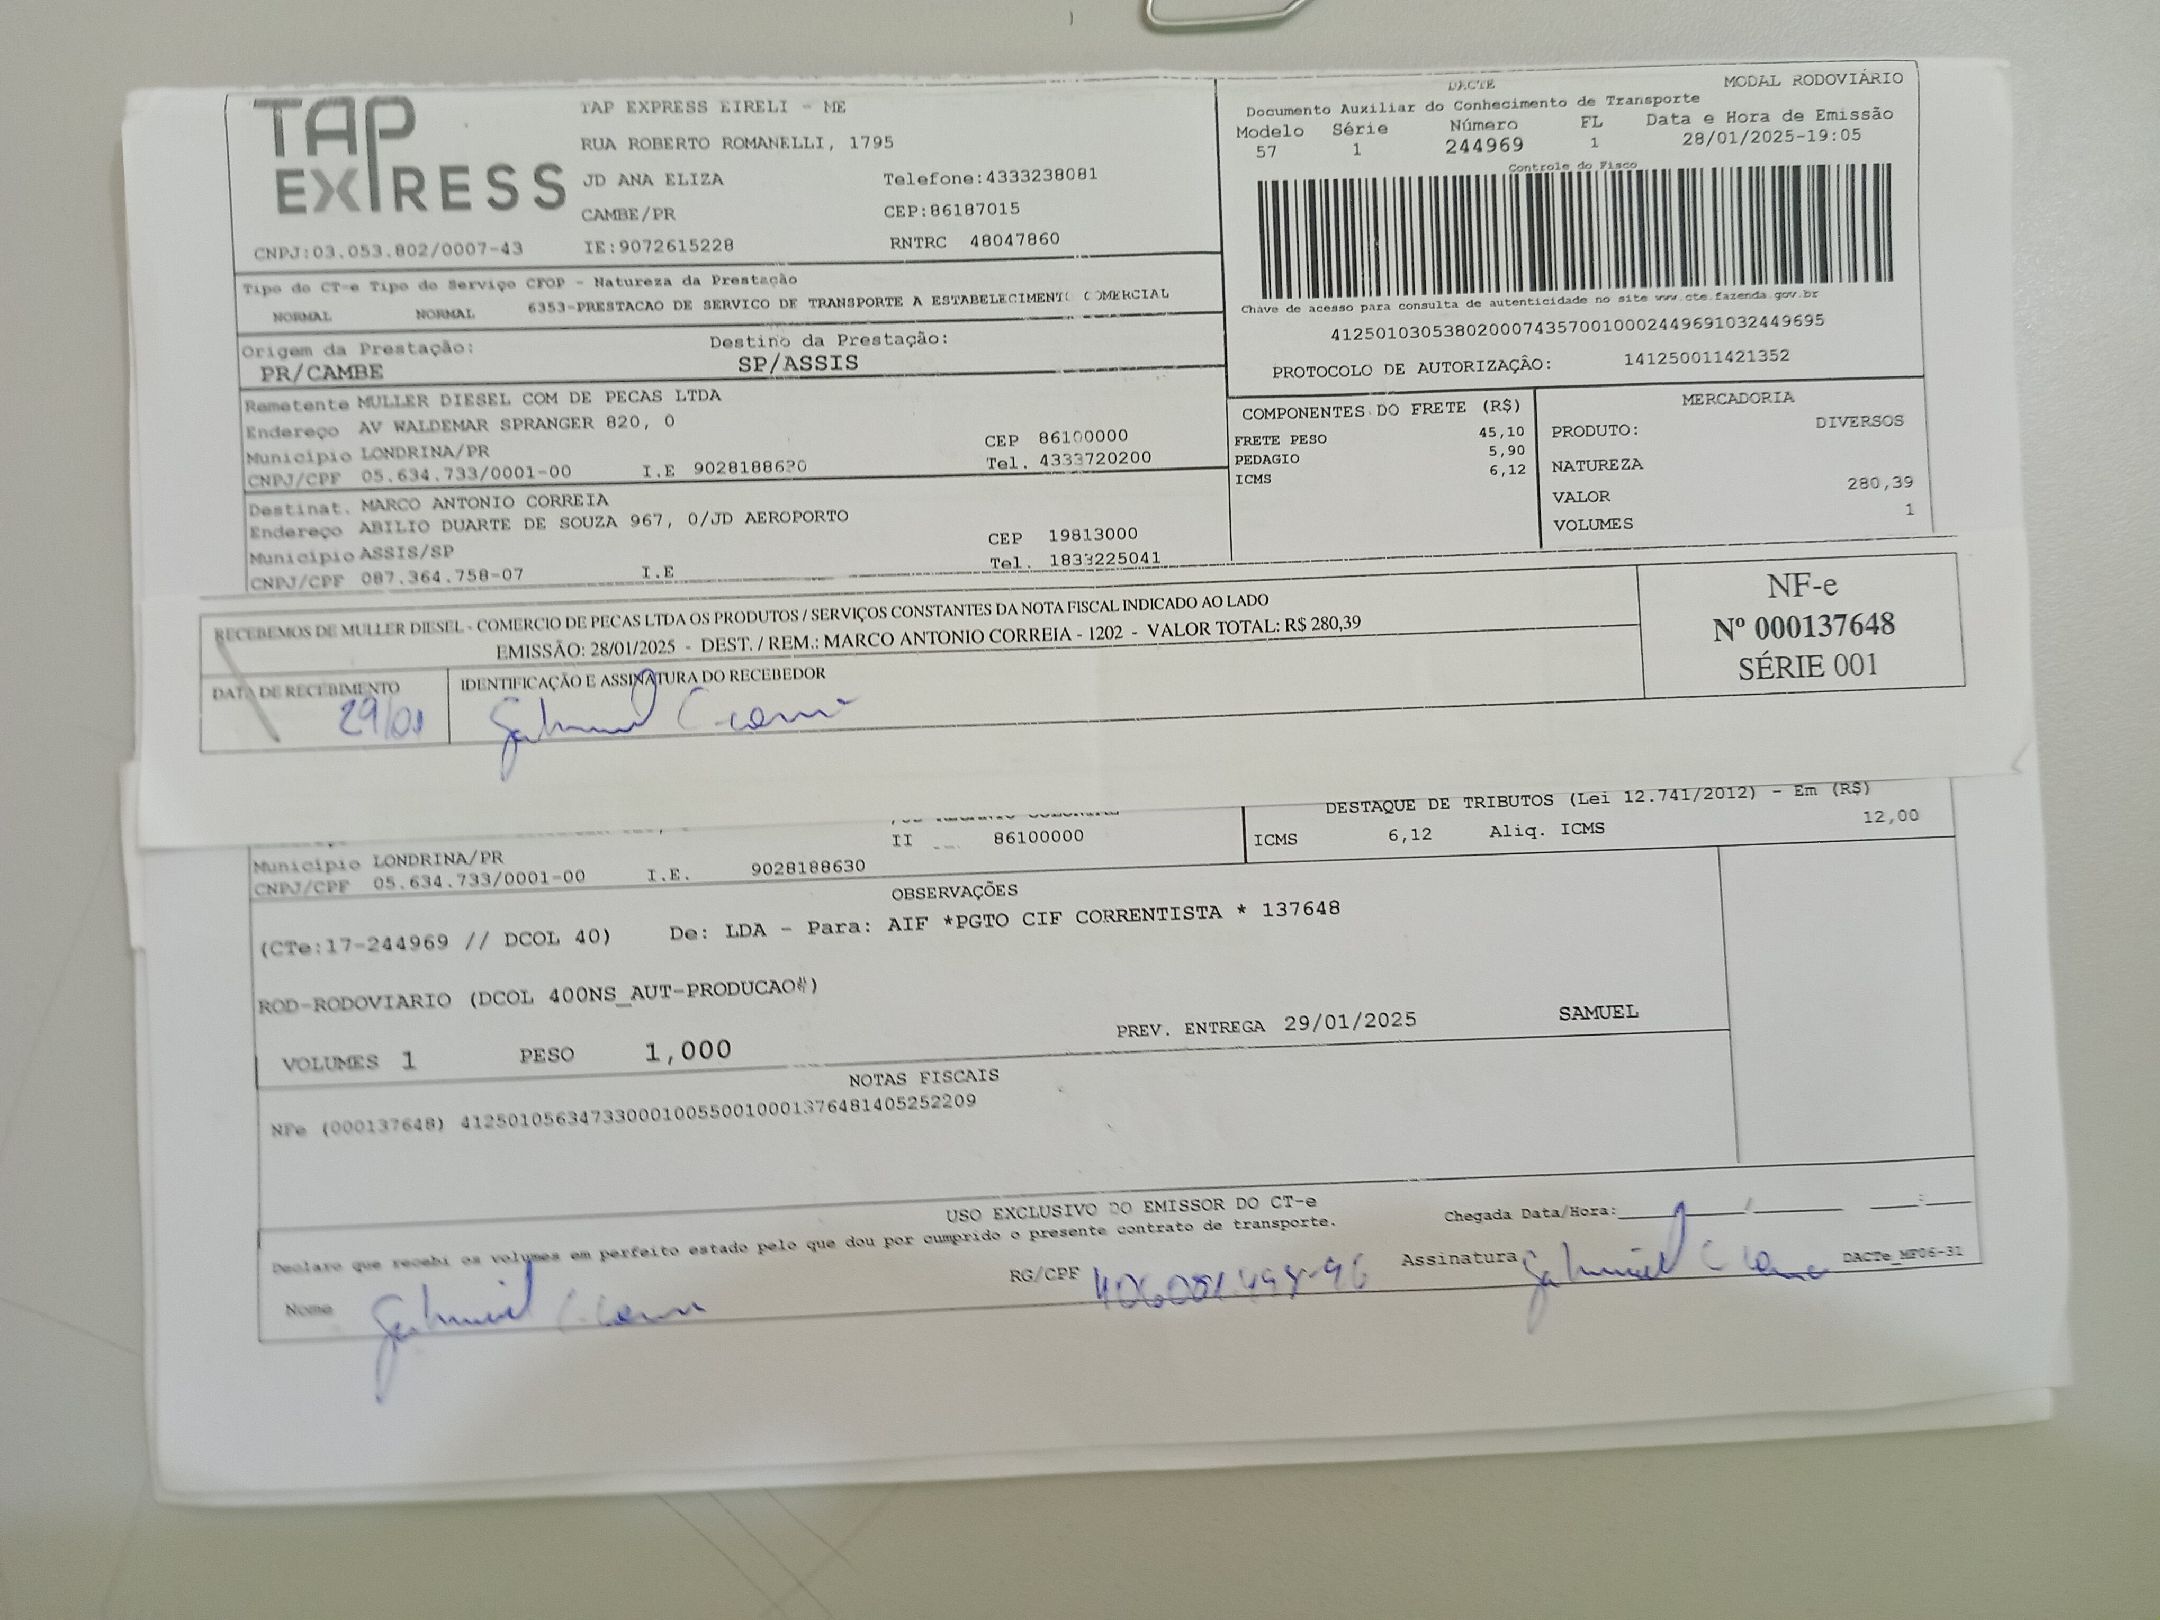 TAP EXPRESS
TAP EXPRESS EIRELI - ME
RUA ROBERTO ROMANELLI, 1795
JD ANA ELIZA Telefone:4333238081
CAMBE/PR CEP:86187015
CNPJ:03.053.802/0007-43 IE:9072615228 RNTRC 48047860
DACTE MODAL RODOVIÁRIO
Documento Auxiliar do Conhecimento de Transporte
Modelo Série Número FL Data e Hora de Emissão
57 1 244969 1 28/01/2025-19:05
Controle do Fisco
Chave de acesso para consulta de autenticidade no site www.cte.fazenda.gov.br
41250103053802000743570010002449691032449695
PROTOCOLO DE AUTORIZAÇÃO: 141250011421352
Tipo do CT-e Tipo do Serviço CFOP - Natureza da Prestação
NORMAL NORMAL 6353-PRESTACAO DE SERVICO DE TRANSPORTE A ESTABELECIMENTO COMERCIAL
Origem da Prestação: Destino da Prestação:
PR/CAMBE SP/ASSIS
Remetente MULLER DIESEL COM DE PECAS LTDA
Endereço AV WALDEMAR SPRANGER 820, 0
Município LONDRINA/PR CEP 86100000
CNPJ/CPF 05.634.733/0001-00 I.E 9028188630 Tel. 4333720200
Destinat. MARCO ANTONIO CORREIA
Endereço ABILIO DUARTE DE SOUZA 967, 0/JD AEROPORTO
Município ASSIS/SP CEP 19813000
CNPJ/CPF 087.364.758-07 I.E Tel. 1833225041
COMPONENTES DO FRETE (R$)
FRETE PESO 45,10
PEDAGIO 5,90
ICMS 6,12
MERCADORIA
PRODUTO: DIVERSOS
NATUREZA
VALOR 280,39
VOLUMES 1
RECEBEMOS DE MULLER DIESEL - COMERCIO DE PECAS LTDA OS PRODUTOS / SERVIÇOS CONSTANTES DA NOTA FISCAL INDICADO AO LADO
EMISSÃO: 28/01/2025 - DEST. / REM.: MARCO ANTONIO CORREIA - 1202 - VALOR TOTAL: R$ 280,39
DATA DE RECEBIMENTO IDENTIFICAÇÃO E ASSINATURA DO RECEBEDOR
29/01
NF-e
Nº 000137648
SÉRIE 001
II 86100000
Município LONDRINA/PR
CNPJ/CPF 05.634.733/0001-00 I.E. 9028188630
DESTAQUE DE TRIBUTOS (Lei 12.741/2012) - Em (R$)
ICMS 6,12 Aliq. ICMS 12,00
OBSERVAÇÕES
(CTe:17-244969 // DCOL 40) De: LDA - Para: AIF *PGTO CIF CORRENTISTA * 137648
ROD-RODOVIARIO (DCOL 400NS_AUT-PRODUCAO#)
PREV. ENTREGA 29/01/2025 SAMUEL
VOLUMES 1 PESO 1,000
NOTAS FISCAIS
NFe (000137648) 41250105634733000100550010001376481405252209
USO EXCLUSIVO DO EMISSOR DO CT-e
Declaro que recebi os volumes em perfeito estado pelo que dou por cumprido o presente contrato de transporte.
Chegada Data/Hora:
Nome
RG/CPF
Assinatura
DACTe_MF06-31